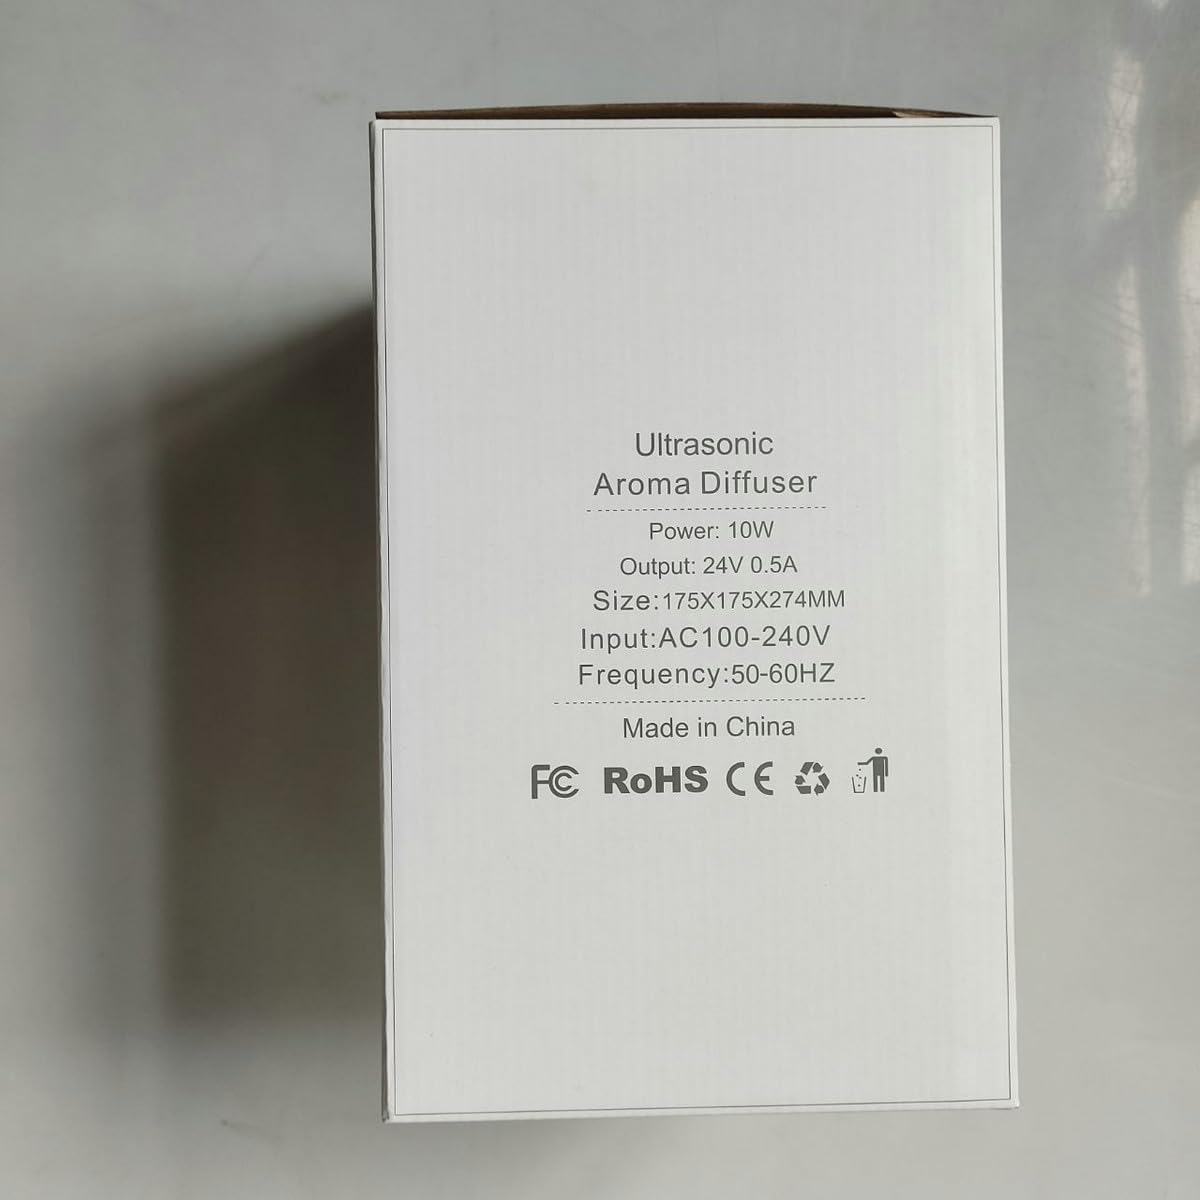 Ultrasonic
Aroma Diffuser
Power: 10W
Output: 24V 0.5A
Size:175X175X274MM
Input:AC100-240V
Frequency:50-60HZ
Made in China
FC RoHS CE